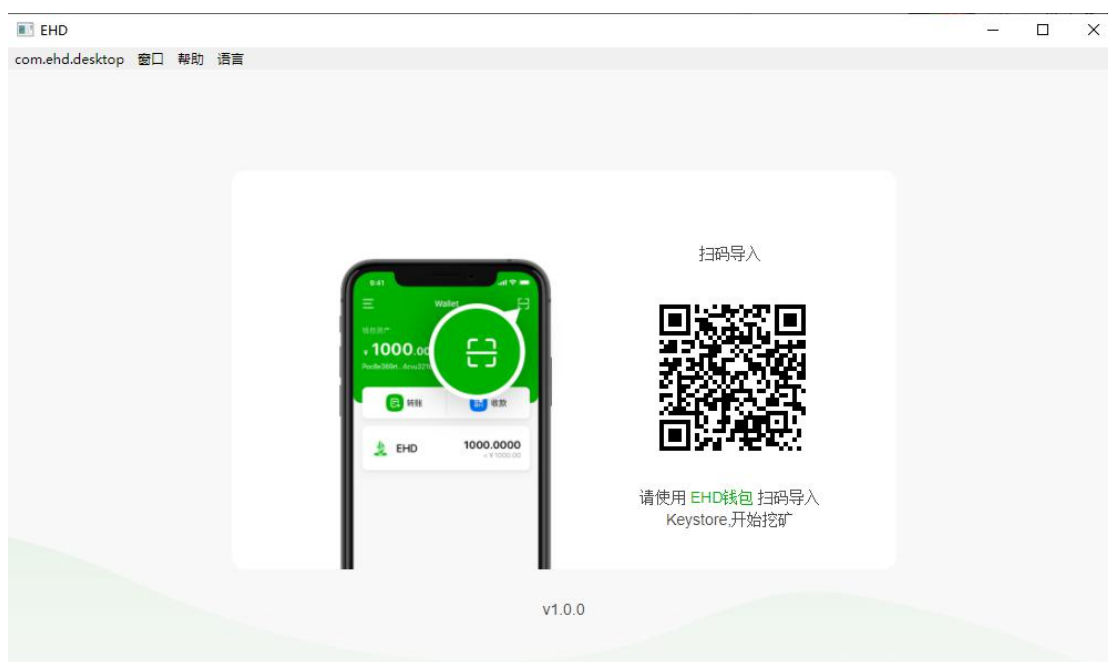 EHD
com.ehd.desktop 窗口 帮助 语言
扫码导入
9:41
Wallet
¥ 1000.00
转账 收款
EHD 1000.0000
≈ ¥1000.00
请使用 EHD钱包 扫码导入
Keystore,开始挖矿
v1.0.0